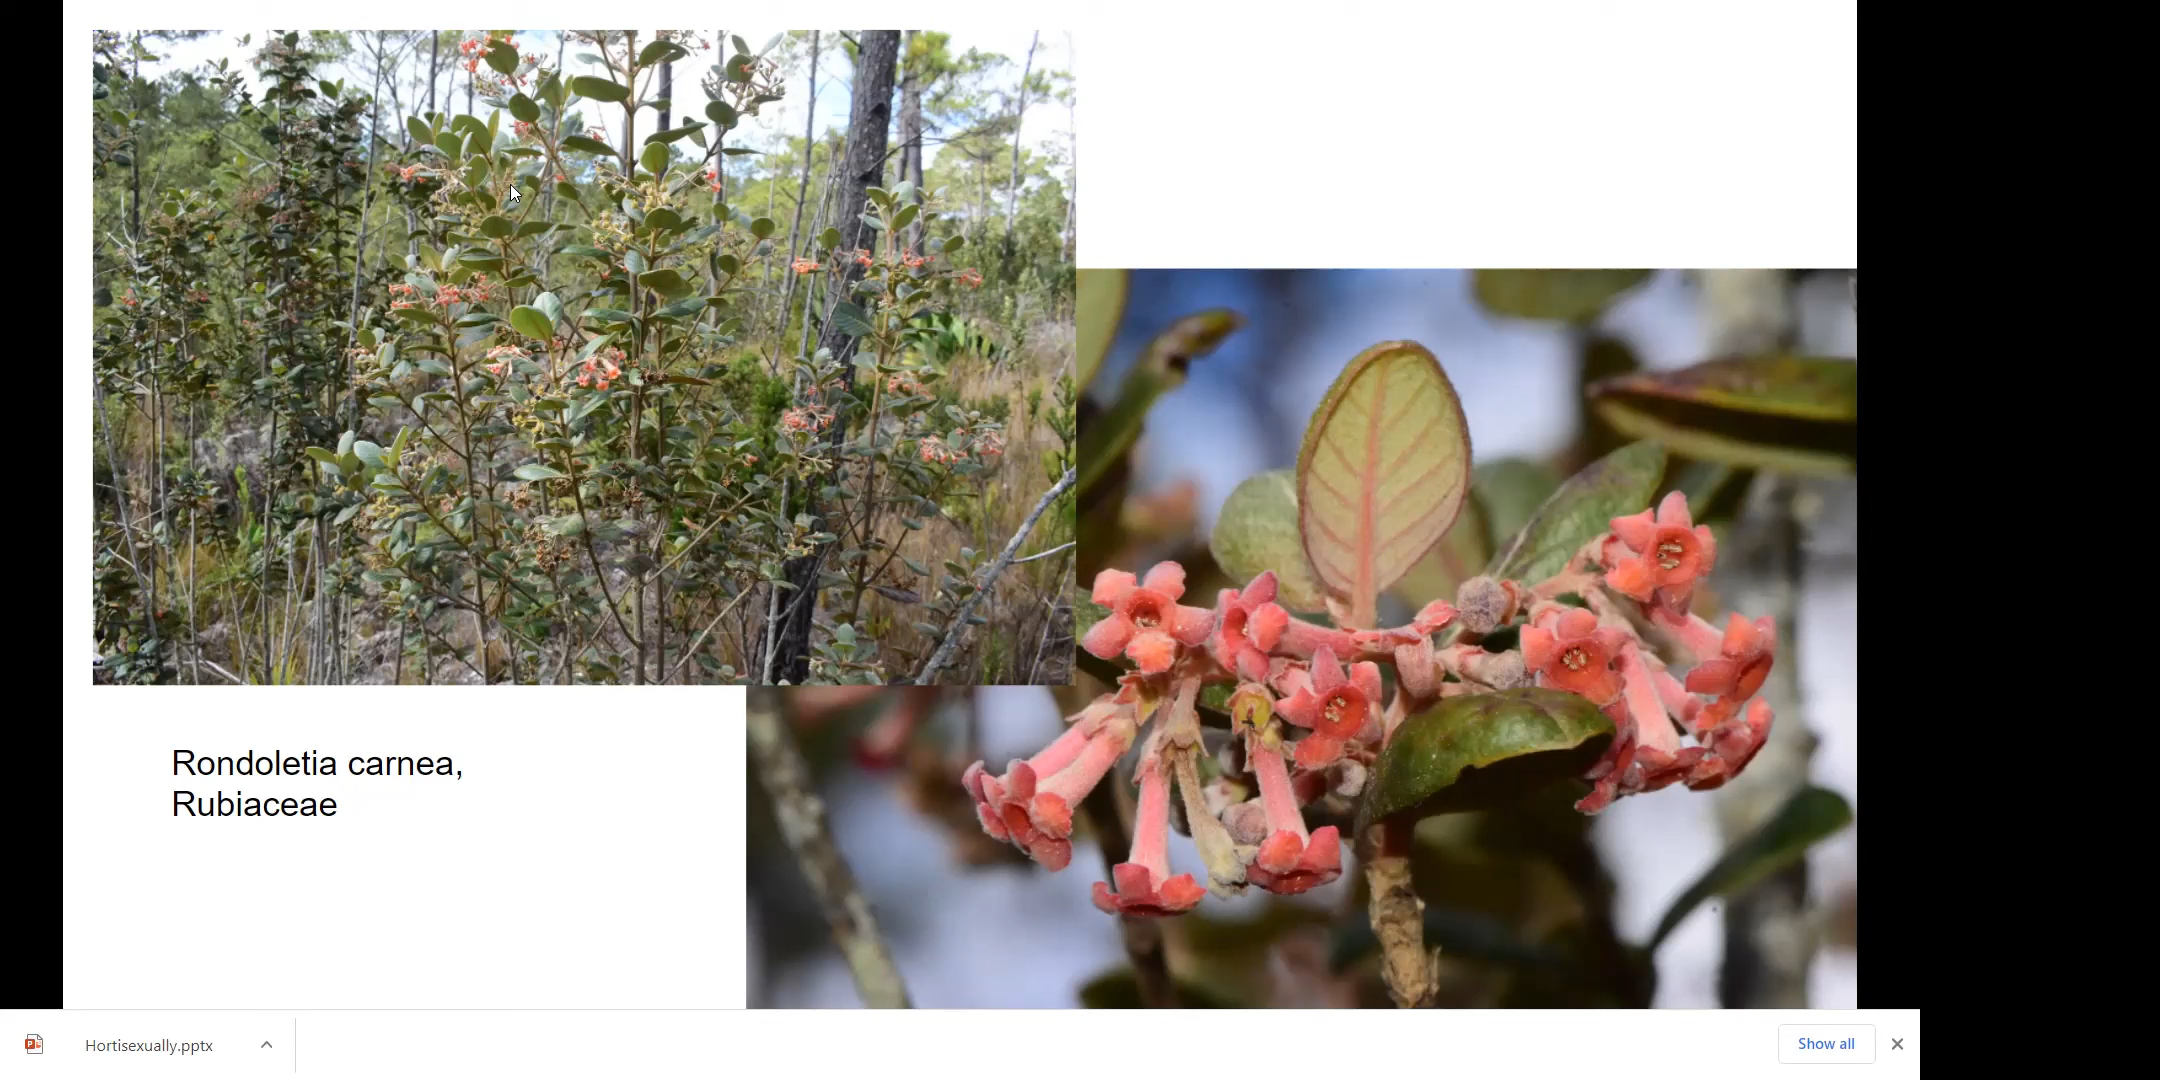 Rondoletia carnea,
Rubiaceae
Hortisexually.pptx
Show all